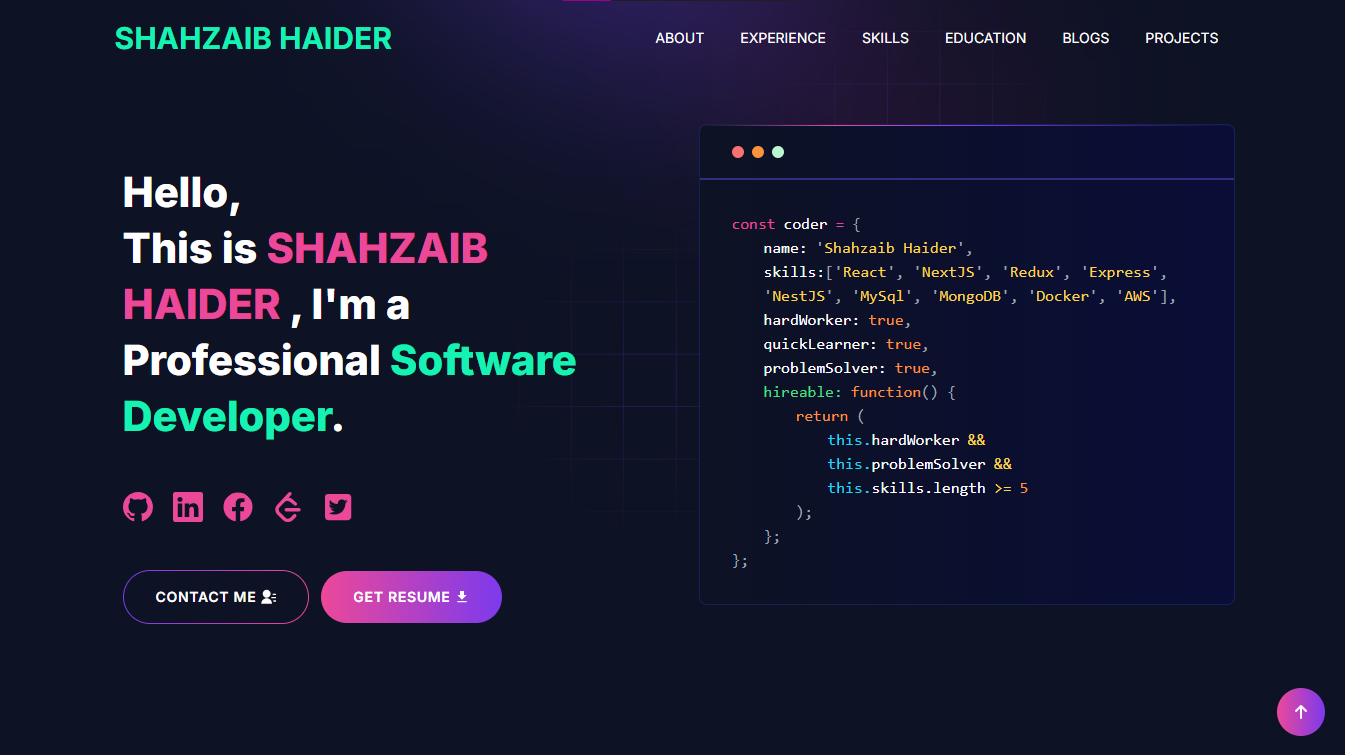 SHAHZAIB HAIDER
ABOUT EXPERIENCE SKILLS EDUCATION BLOGS PROJECTS
Hello,
This is SHAHZAIB
HAIDER , I'm a
Professional Software
Developer.
CONTACT ME
GET RESUME
const coder = {
name: 'Shahzaib Haider',
skills:['React', 'NextJS', 'Redux', 'Express',
'NestJS', 'MySql', 'MongoDB', 'Docker', 'AWS'],
hardWorker: true,
quickLearner: true,
problemSolver: true,
hireable: function() {
return (
this.hardWorker &&
this.problemSolver &&
this.skills.length >= 5
);
};
};